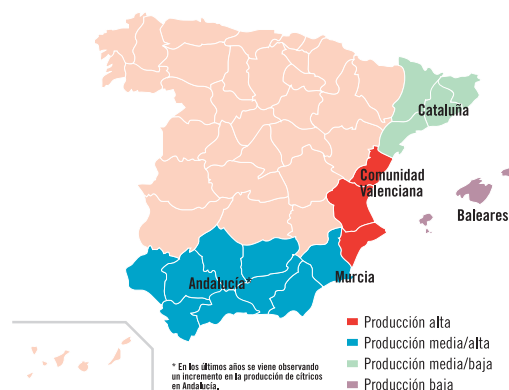 Cataluña
Comunidad
Valenciana
Baleares
Andalucía*
Murcia
Producción alta
Producción media/alta
Producción media/baja
Producción baja
* En los últimos años se viene observando
un incremento en la producción de cítricos
en Andalucía.